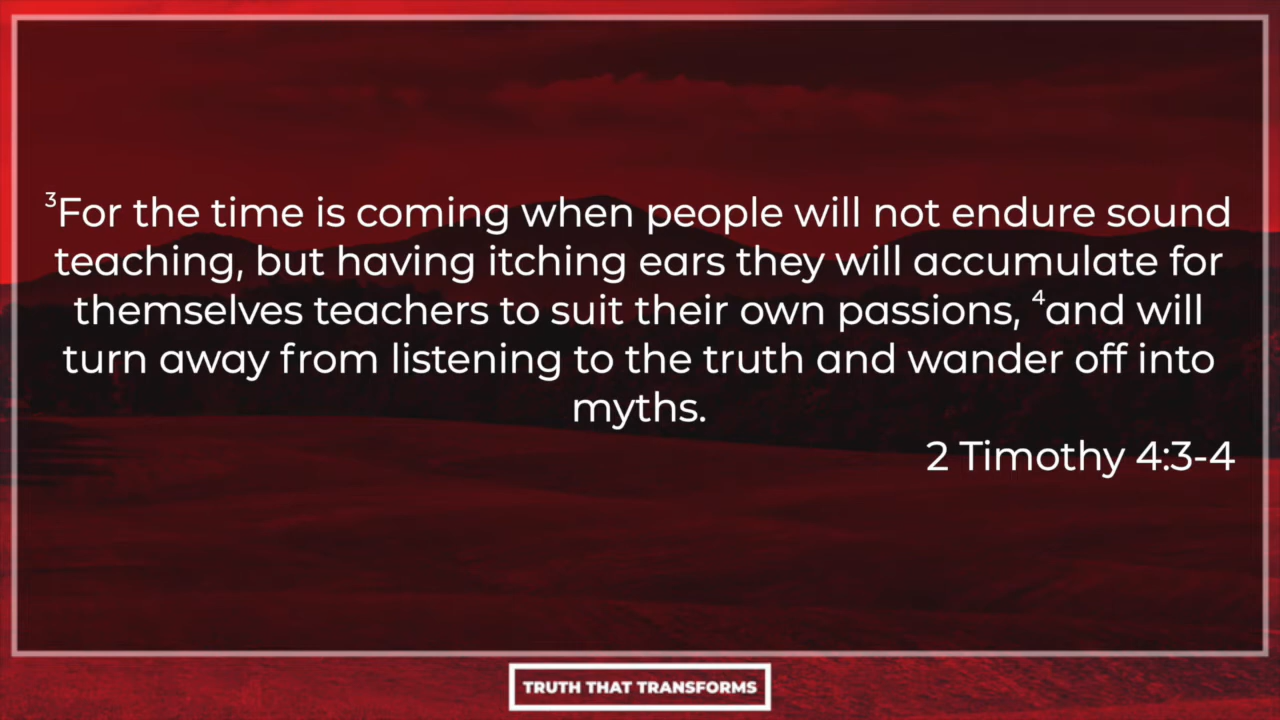 ³For the time is coming when people will not endure sound
teaching, but having itching ears they will accumulate for
themselves teachers to suit their own passions, ⁴and will
turn away from listening to the truth and wander off into
myths.
2 Timothy 4:3-4
TRUTH THAT TRANSFORMS